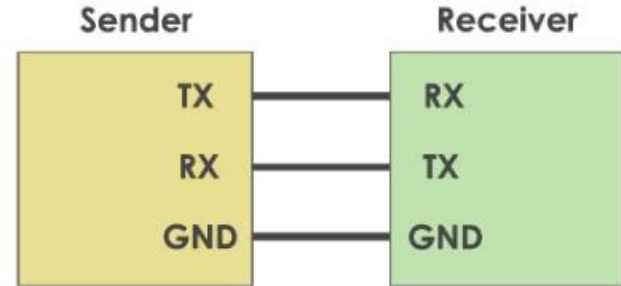 Sender Receiver
TX RX
RX TX
GND GND